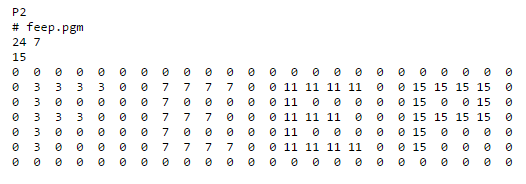 P2
# feep.pgm
24 7
15
0 0 0 0 0 0 0 0 0 0 0 0 0 0 0 0 0 0 0 0 0 0 0 0
0 3 3 3 3 0 0 7 7 7 7 0 0 11 11 11 11 0 0 15 15 15 15 0
0 3 0 0 0 0 0 7 0 0 0 0 0 11 0 0 0 0 0 15 0 0 15 0
0 3 3 3 0 0 0 7 7 7 0 0 0 11 11 11 0 0 0 15 15 15 15 0
0 3 0 0 0 0 0 7 0 0 0 0 0 11 0 0 0 0 0 15 0 0 0 0
0 3 0 0 0 0 0 7 7 7 7 0 0 11 11 11 11 0 0 15 0 0 0 0
0 0 0 0 0 0 0 0 0 0 0 0 0 0 0 0 0 0 0 0 0 0 0 0